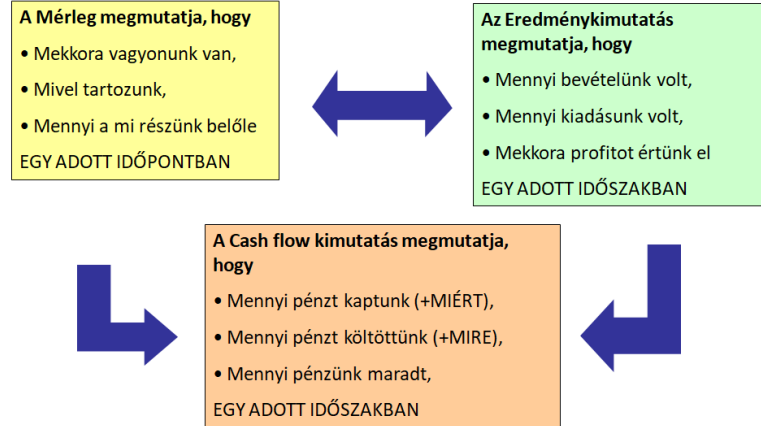 A Mérleg megmutatja, hogy
• Mekkora vagyonunk van,
• Mivel tartozunk,
• Mennyi a mi részünk belőle
EGY ADOTT IDŐPONTBAN
Az Eredménykimutatás
megmutatja, hogy
• Mennyi bevételünk volt,
• Mennyi kiadásunk volt,
• Mekkora profitot értünk el
EGY ADOTT IDŐSZAKBAN
A Cash flow kimutatás megmutatja,
hogy
• Mennyi pénzt kaptunk (+MIÉRT),
• Mennyi pénzt költöttünk (+MIRE),
• Mennyi pénzünk maradt,
EGY ADOTT IDŐSZAKBAN